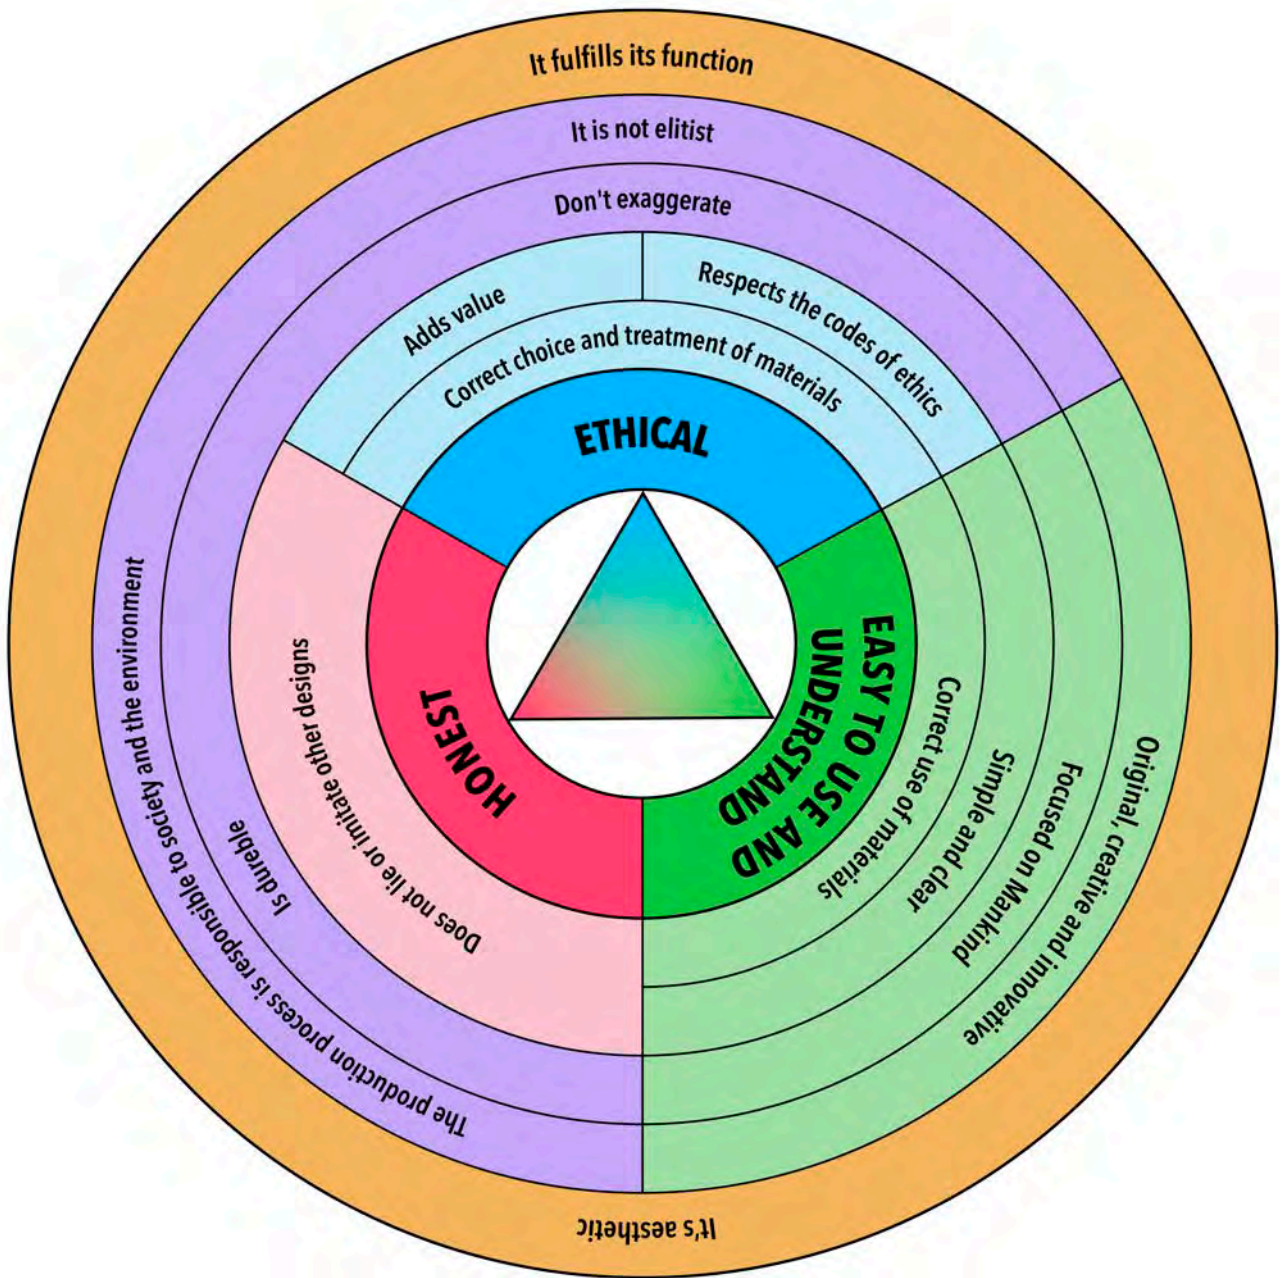 It fulfills its function
It is not elitist
Don't exaggerate
Adds value
Respects the codes of ethics
Correct choice and treatment of materials
ETHICAL
HONEST
EASY TO USE AND
UNDERSTAND
Does not lie or imitate other designs
Is dureble
The production process is responsible to society and the environment
Correct use of materials
Simple and clear
Focused on Mankind
Original, creative and innovative
It's aesthetic